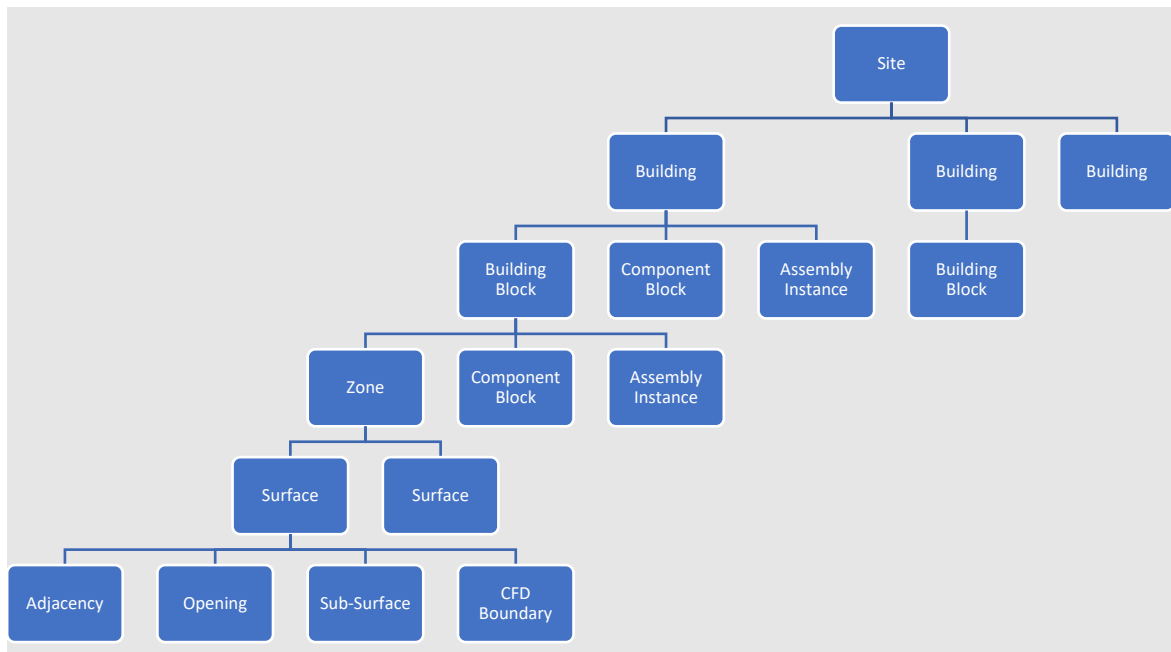 Site
Building
Building
Building
Building
Block
Component
Block
Assembly
Instance
Building
Block
Zone
Component
Block
Assembly
Instance
Surface
Surface
Adjacency
Opening
Sub-Surface
CFD
Boundary